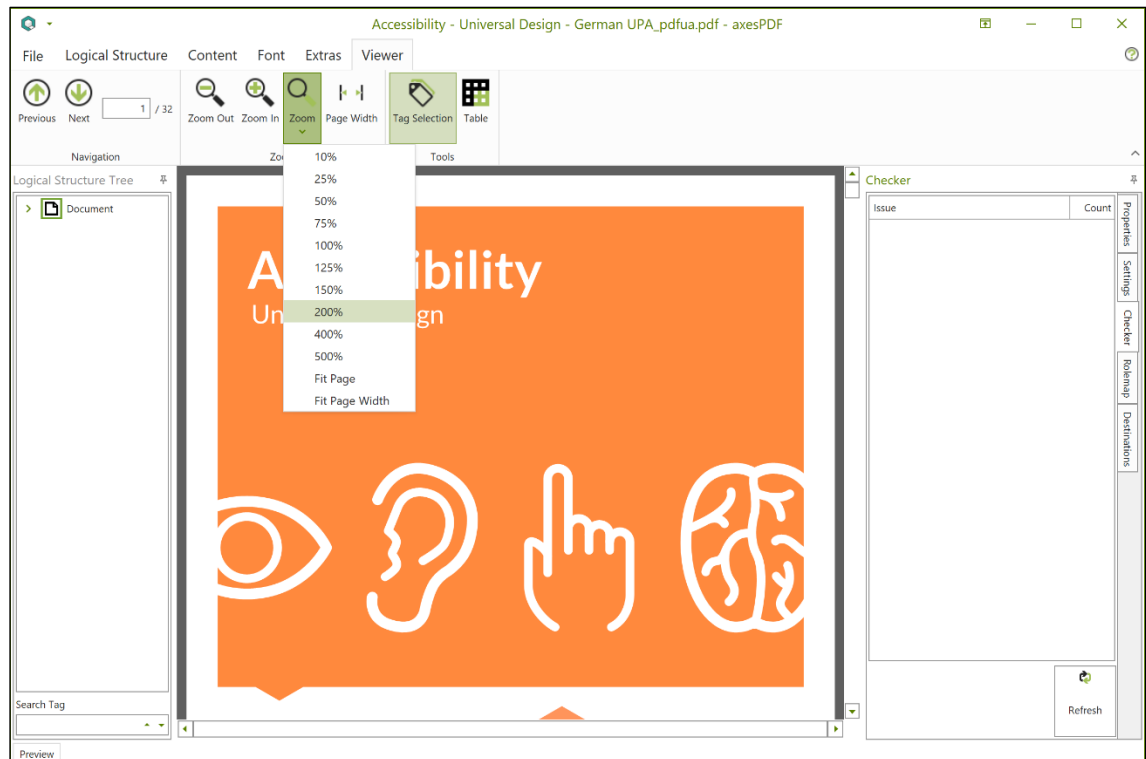 Accessibility - Universal Design - German UPA_pdfua.pdf - axesPDF
File Logical Structure Content Font Extras Viewer
Previous Next 1 / 32 Zoom Out Zoom In Zoom Page Width Tag Selection Table
Navigation Tools
10%
25%
50%
75%
100%
125%
150%
200%
400%
500%
Fit Page
Fit Page Width
Logical Structure Tree
Document
Search Tag
Preview
Checker
Issue Count
Refresh
Properties
Settings
Checker
Rolemap
Destinations